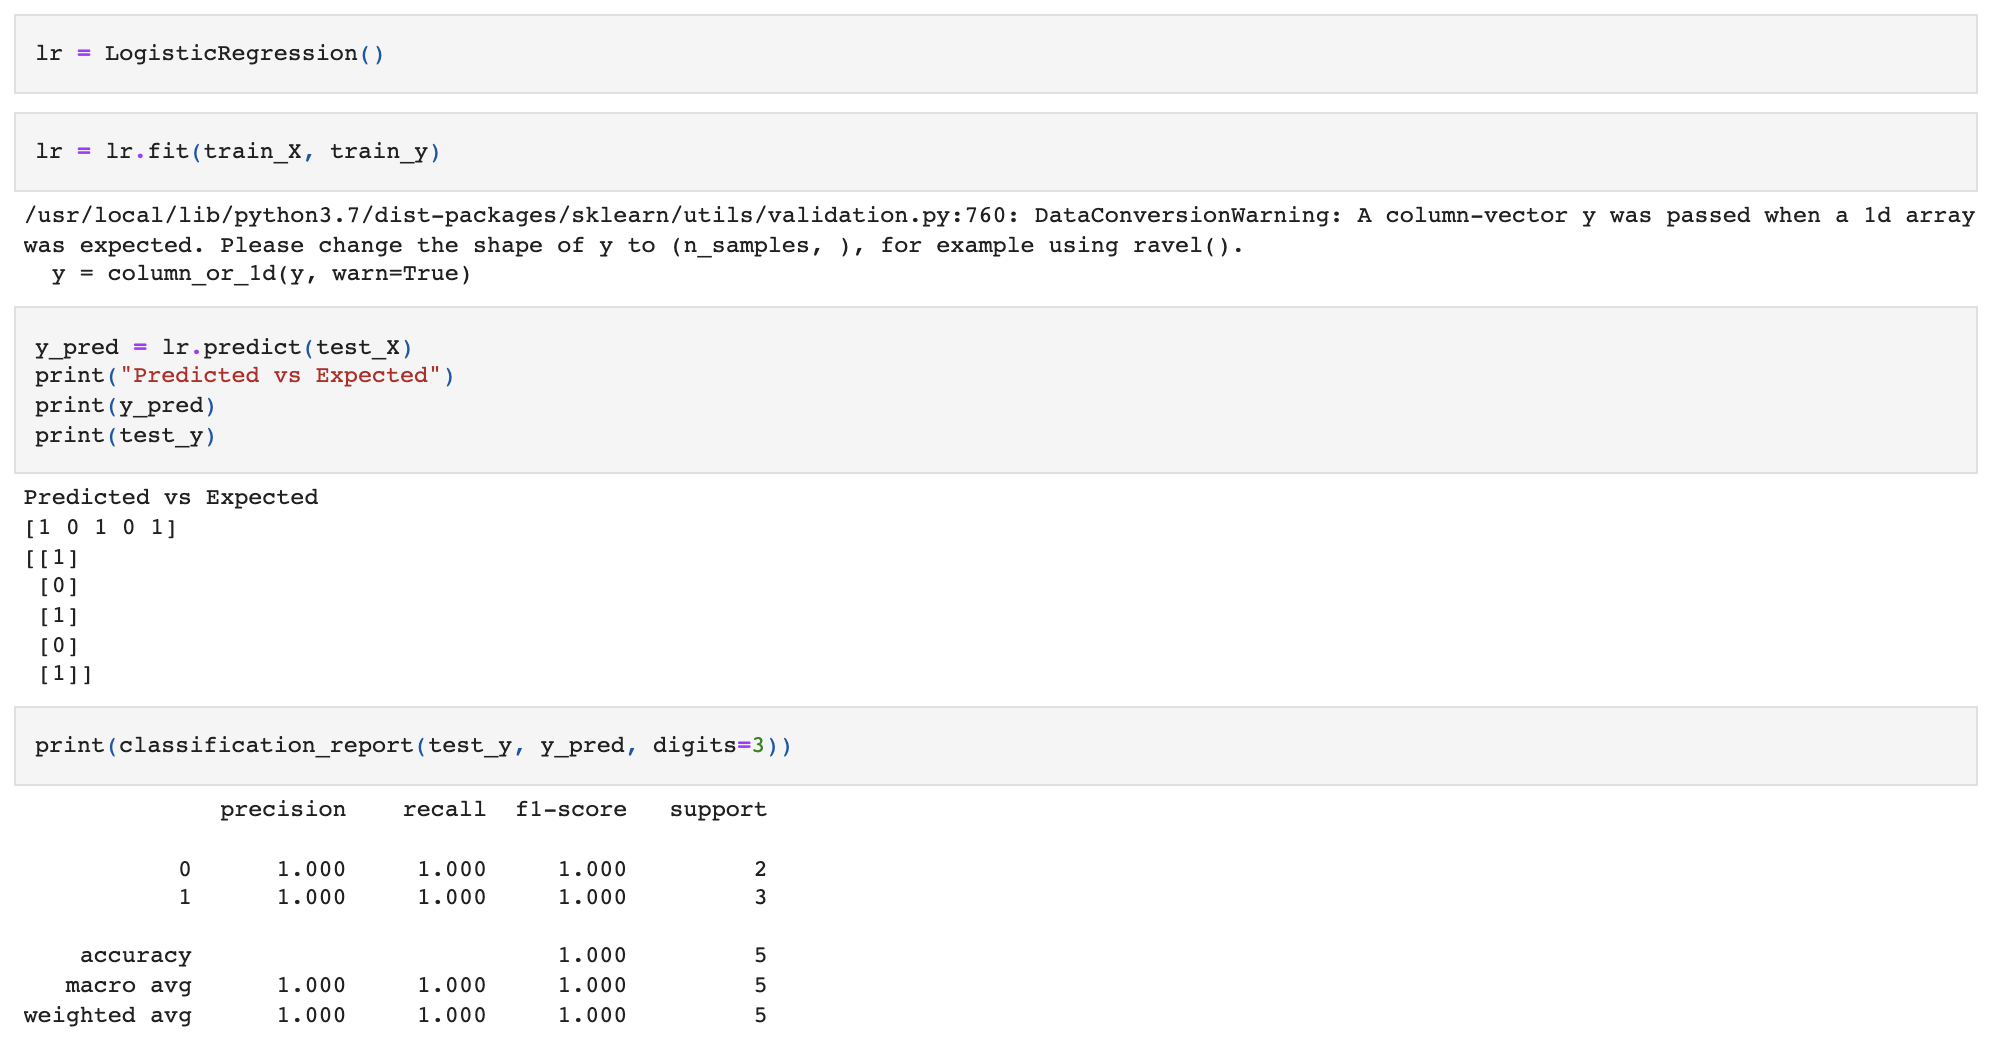 lr = LogisticRegression()
lr = lr.fit(train_X, train_y)
/usr/local/lib/python3.7/dist-packages/sklearn/utils/validation.py:760: DataConversionWarning: A column-vector y was passed when a 1d array
was expected. Please change the shape of y to (n_samples, ), for example using ravel().
  y = column_or_1d(y, warn=True)
y_pred = lr.predict(test_X)
print("Predicted vs Expected")
print(y_pred)
print(test_y)
Predicted vs Expected
[1 0 1 0 1]
[[1]
 [0]
 [1]
 [0]
 [1]]
print(classification_report(test_y, y_pred, digits=3))
              precision    recall  f1-score   support
           0      1.000     1.000     1.000         2
           1      1.000     1.000     1.000         3
    accuracy                          1.000         5
   macro avg      1.000     1.000     1.000         5
weighted avg      1.000     1.000     1.000         5